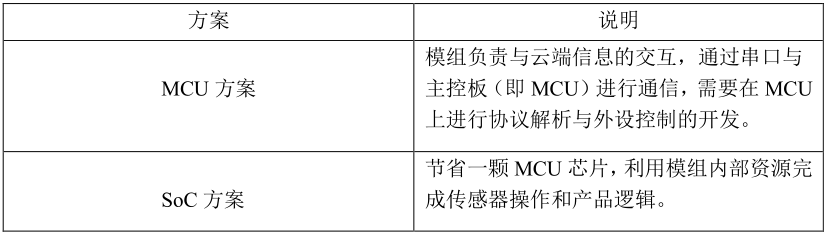 方案
说明
MCU 方案
模组负责与云端信息的交互，通过串口与
主控板（即 MCU）进行通信，需要在 MCU
上进行协议解析与外设控制的开发。
SoC 方案
节省一颗 MCU 芯片，利用模组内部资源完
成传感器操作和产品逻辑。